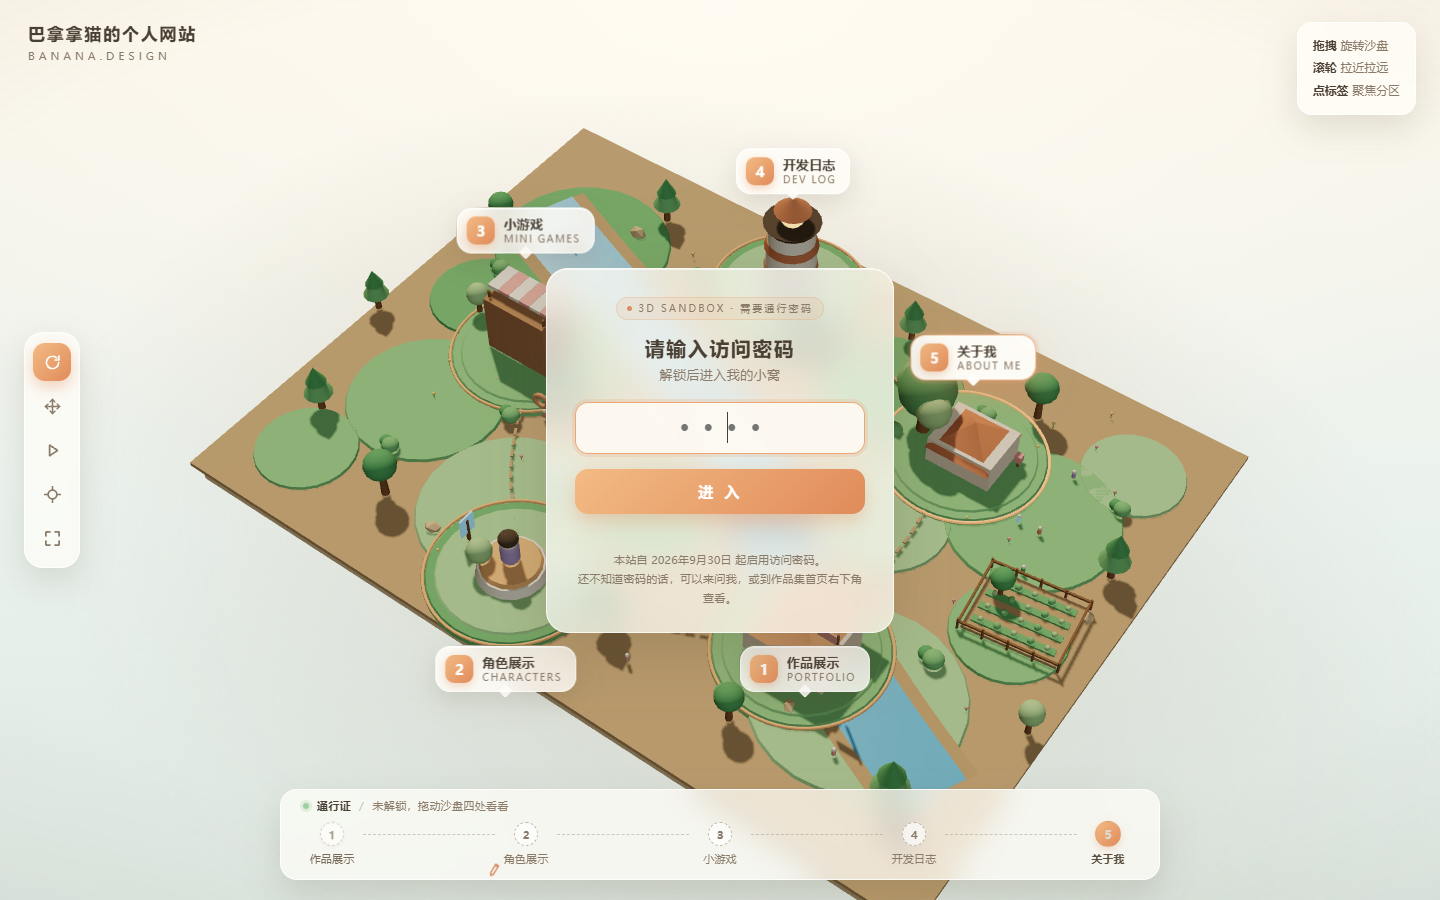 巴拿拿猫的个人网站
BANANA.DESIGN
拖拽 旋转沙盘
滚轮 拉近拉远
点标签 聚焦分区
4 开发日志
DEV LOG
3 小游戏
MINI GAMES
5 关于我
ABOUT ME
3D SANDBOX · 需要通行密码
请输入访问密码
解锁后进入我的小窝
进 入
本站自 2026年9月30日 起启用访问密码。
还不知道密码的话，可以来问我，或到作品集首页右下角
查看。
2 角色展示
CHARACTERS
1 作品展示
PORTFOLIO
通行证 / 未解锁，拖动沙盘四处看看
1 2 3 4 5
作品展示 角色展示 小游戏 开发日志 关于我